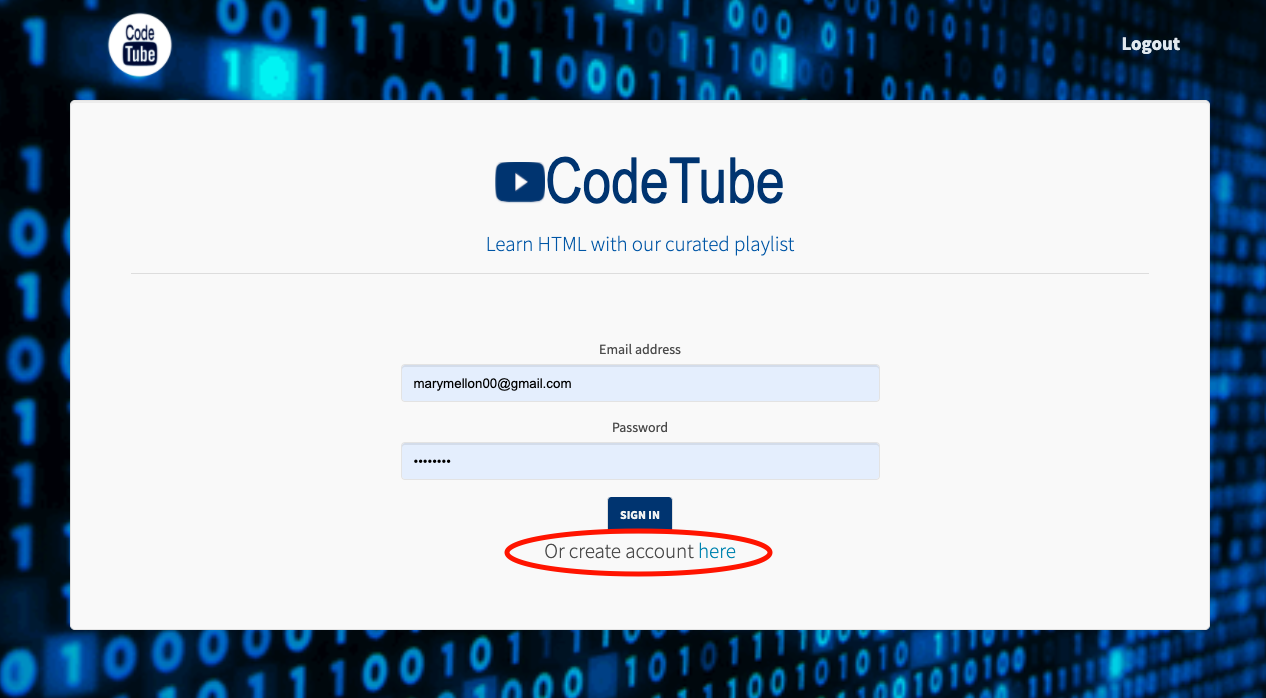 Code
Tube
Logout
CodeTube
Learn HTML with our curated playlist
Email address
marymellon00@gmail.com
Password
••••••••
SIGN IN
Or create account here